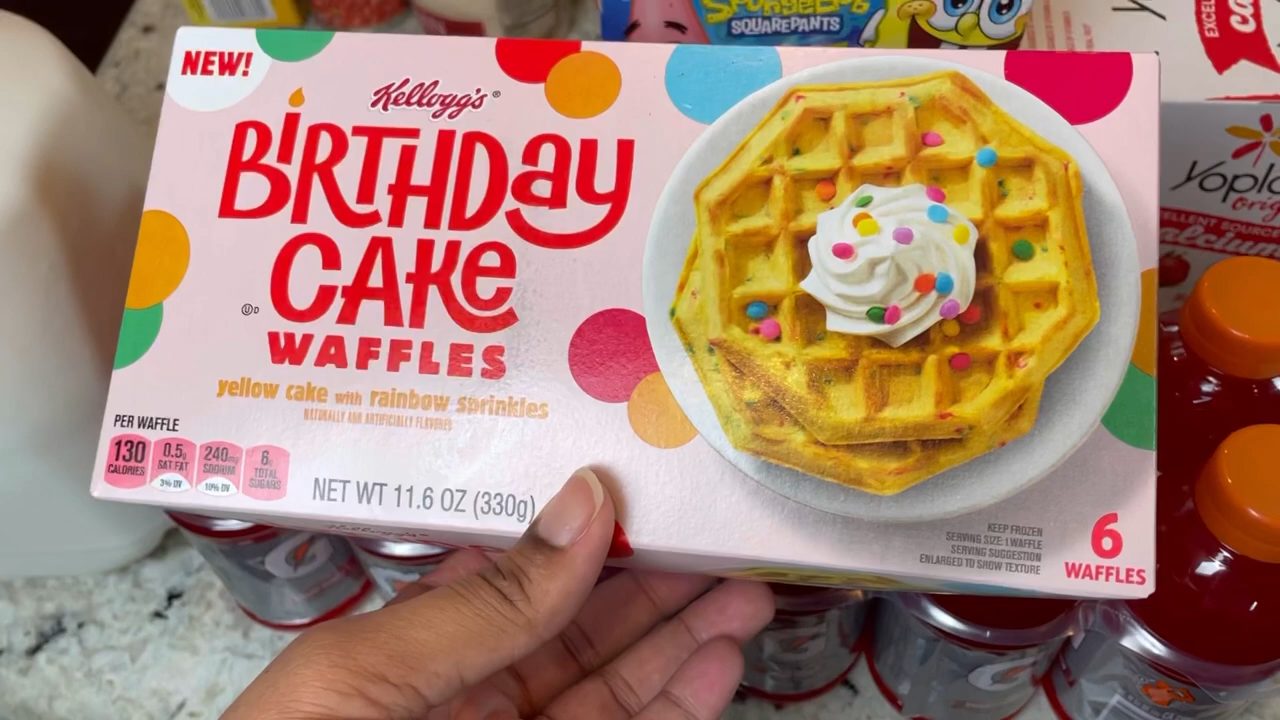 SPONGEBOB
SQUAREPANTS
NEW!
Kellogg's®
BIRTHDAY
CAKE
WAFFLES
yellow cake with rainbow sprinkles
NATURALLY AND ARTIFICIALLY FLAVORED
PER WAFFLE
130
CALORIES
0.5g
SAT FAT
3% DV
240mg
SODIUM
10% DV
6g
TOTAL
SUGARS
NET WT 11.6 OZ (330g)
KEEP FROZEN
SERVING SIZE: 1 WAFFLE
SERVING SUGGESTION
ENLARGED TO SHOW TEXTURE
6
WAFFLES